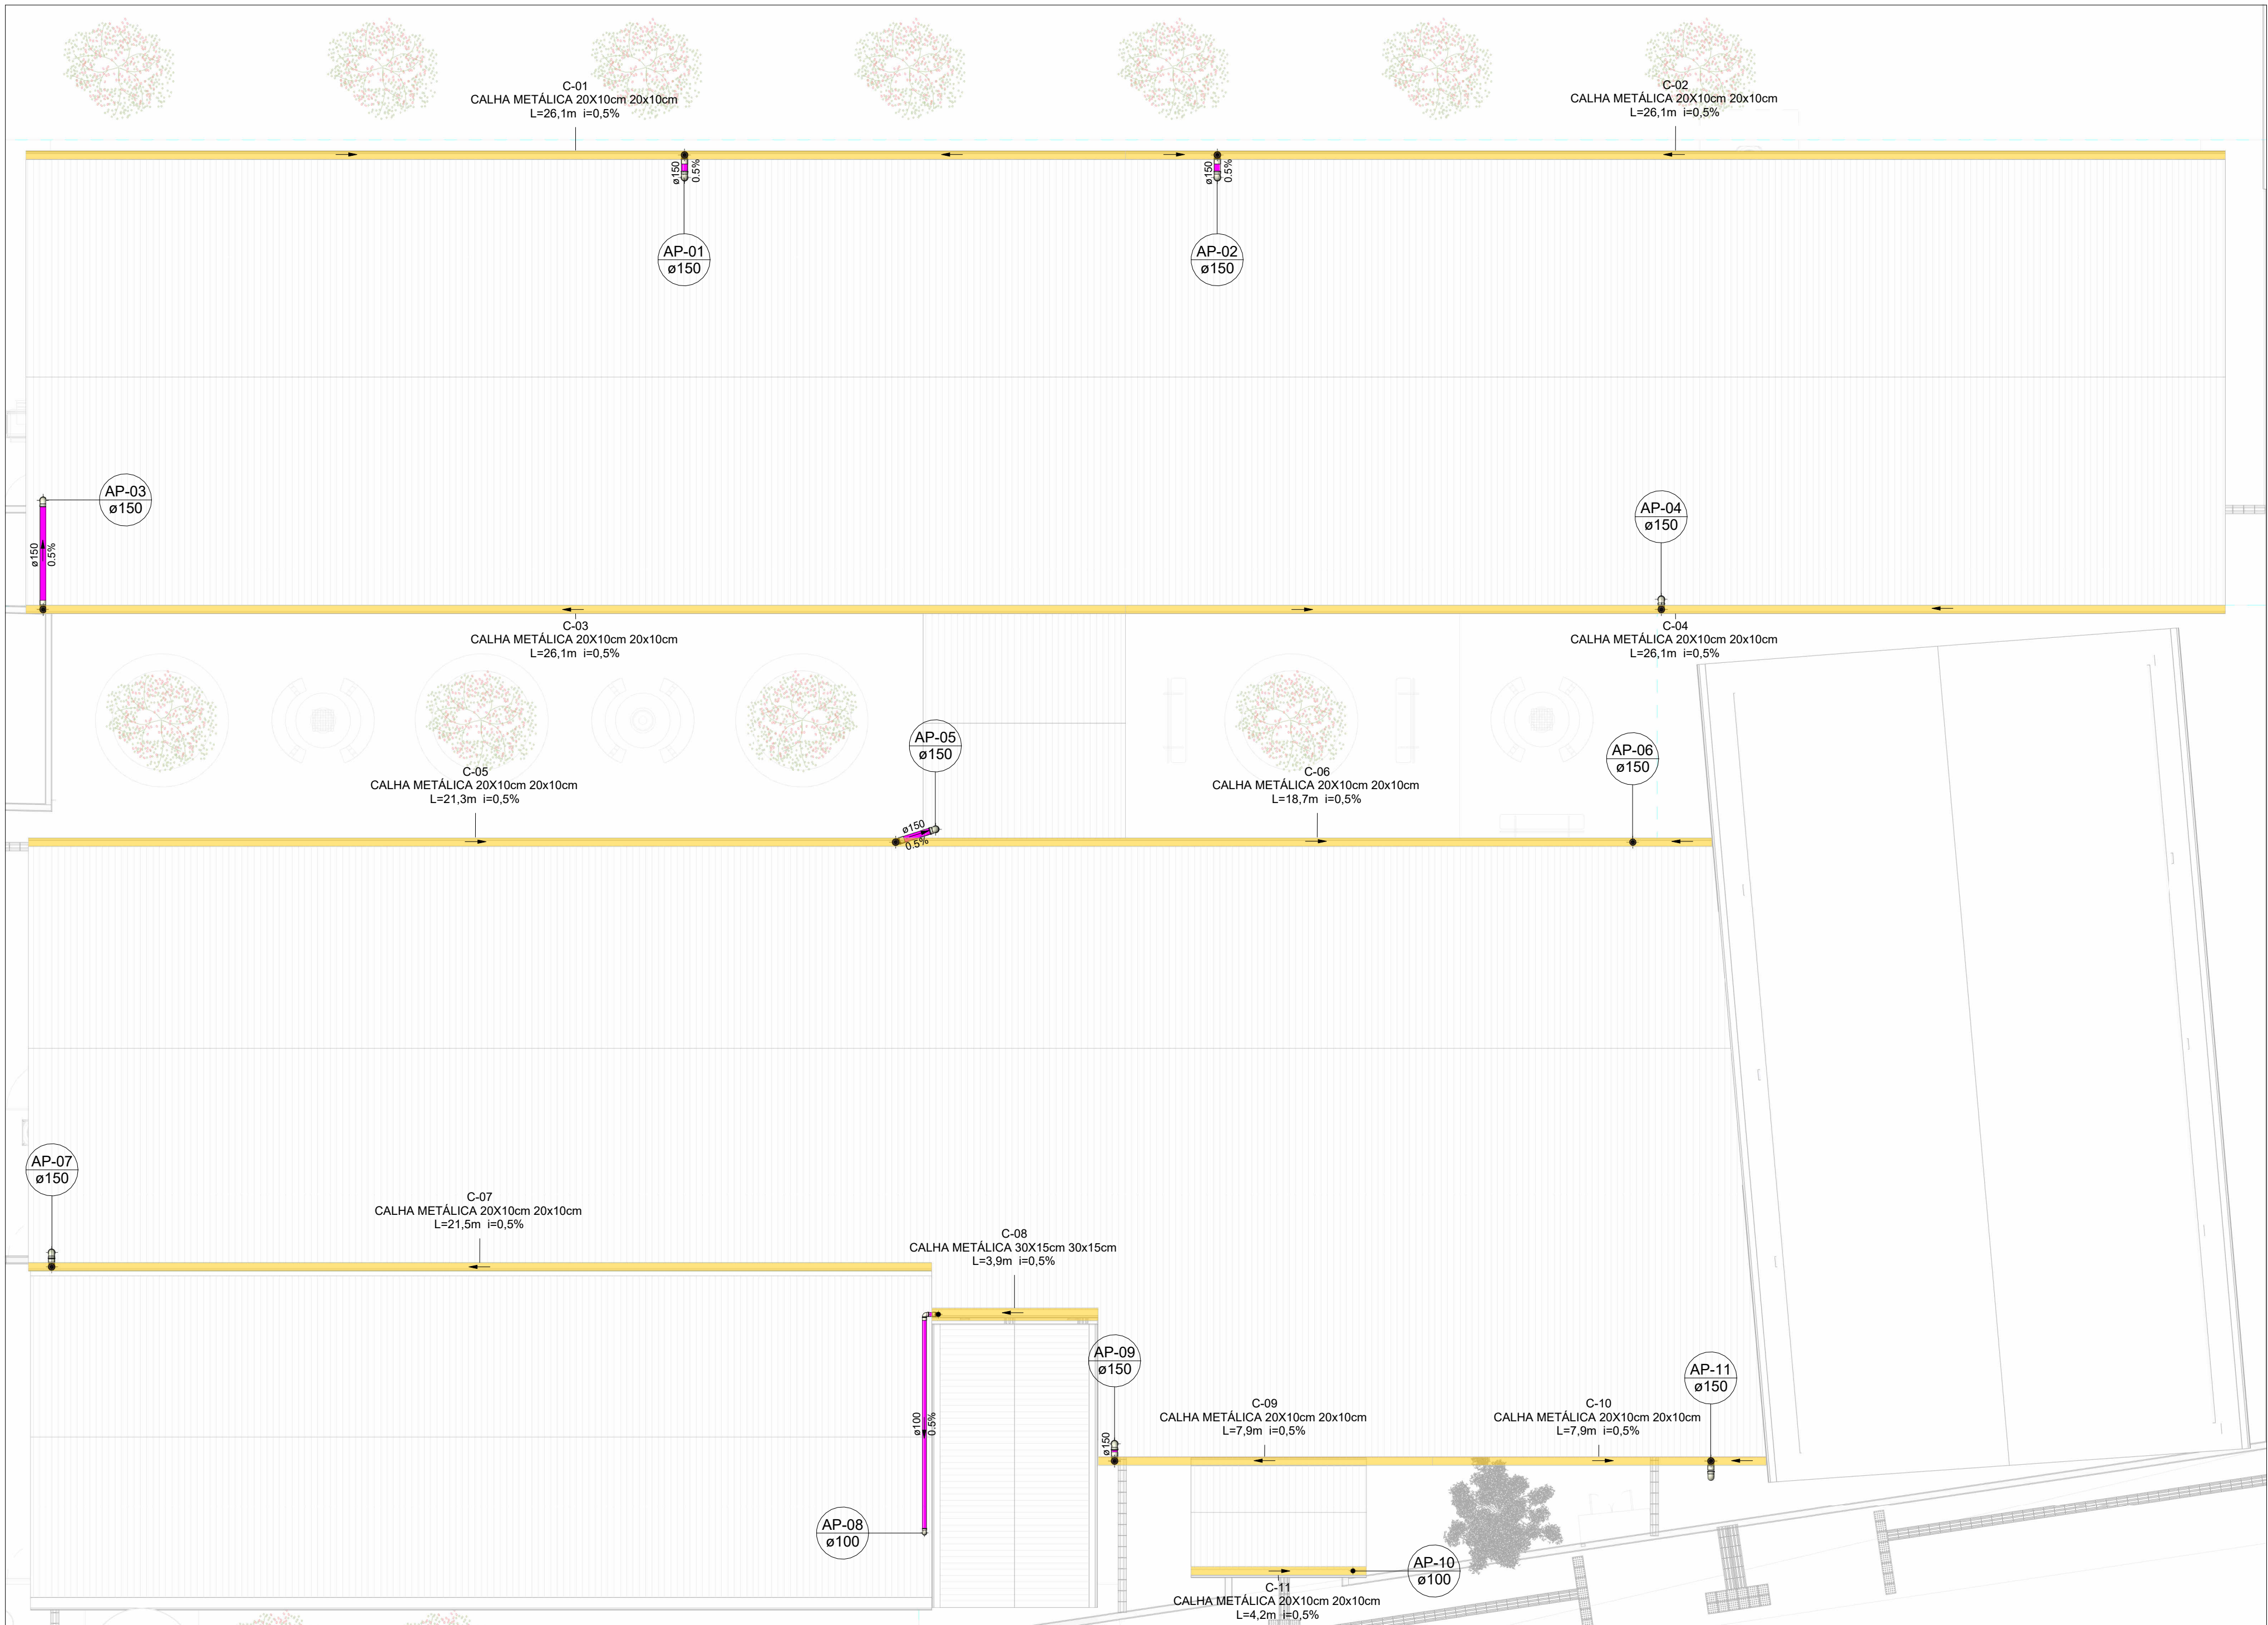 C-01
CALHA METÁLICA 20X10cm 20x10cm
L=26,1m i=0,5%
C-02
CALHA METÁLICA 20X10cm 20x10cm
L=26,1m i=0,5%
ø150
0.5%
ø150
0.5%
AP-01
ø150
AP-02
ø150
AP-03
ø150
AP-04
ø150
ø150
0.5%
C-03
CALHA METÁLICA 20X10cm 20x10cm
L=26,1m i=0,5%
C-04
CALHA METÁLICA 20X10cm 20x10cm
L=26,1m i=0,5%
AP-05
ø150
AP-06
ø150
C-05
CALHA METÁLICA 20X10cm 20x10cm
L=21,3m i=0,5%
C-06
CALHA METÁLICA 20X10cm 20x10cm
L=18,7m i=0,5%
ø150
0.5%
AP-07
ø150
C-07
CALHA METÁLICA 20X10cm 20x10cm
L=21,5m i=0,5%
C-08
CALHA METÁLICA 30X15cm 30x15cm
L=3,9m i=0,5%
AP-09
ø150
AP-11
ø150
C-09
CALHA METÁLICA 20X10cm 20x10cm
L=7,9m i=0,5%
C-10
CALHA METÁLICA 20X10cm 20x10cm
L=7,9m i=0,5%
ø100
0.5%
ø150
AP-08
ø100
AP-10
ø100
C-11
CALHA METÁLICA 20X10cm 20x10cm
L=4,2m i=0,5%